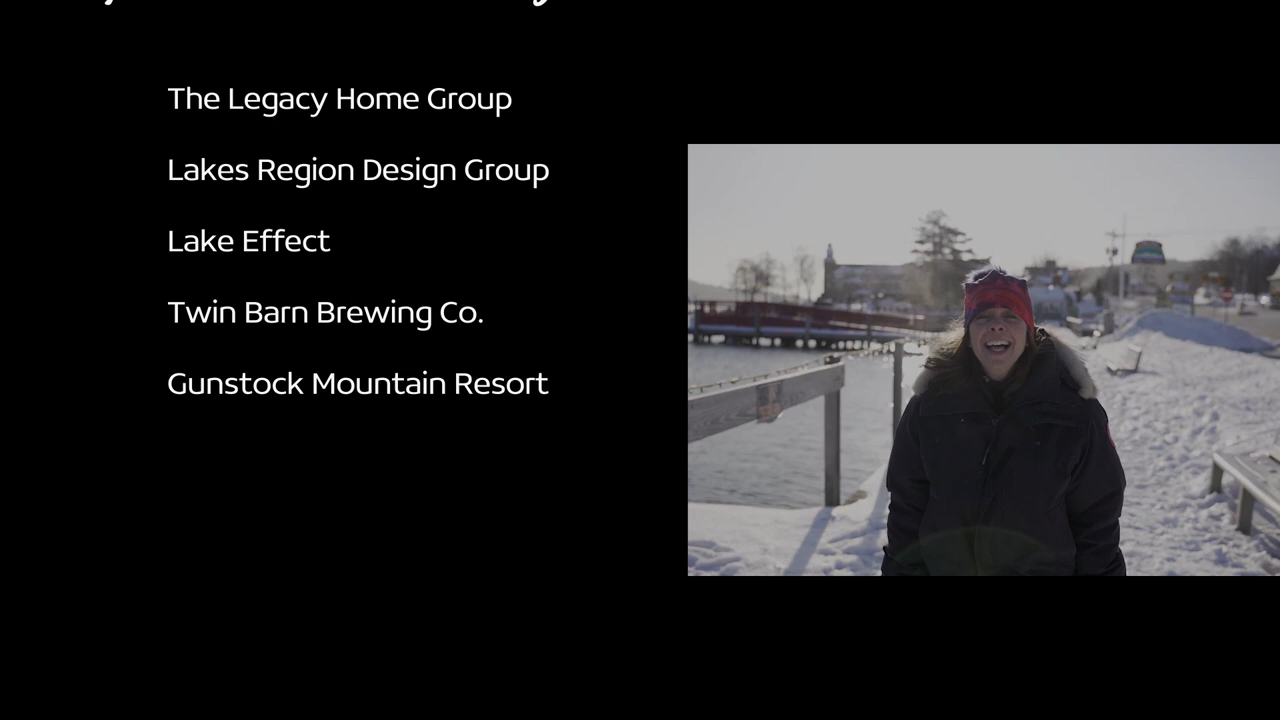 The Legacy Home Group
Lakes Region Design Group
Lake Effect
Twin Barn Brewing Co.
Gunstock Mountain Resort